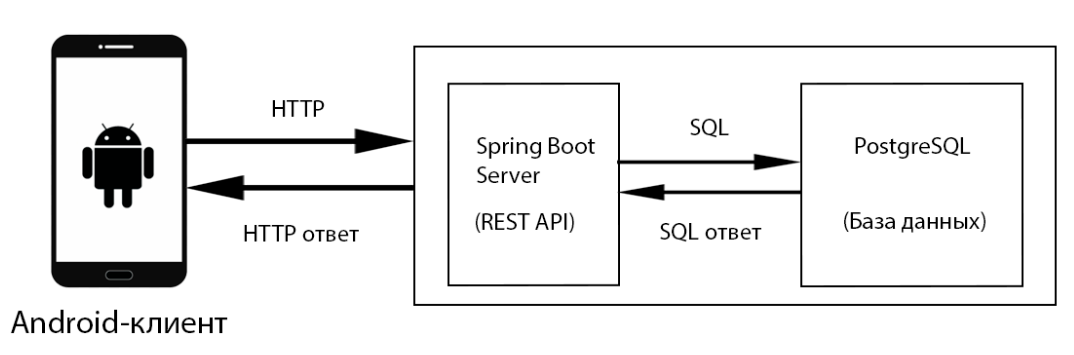 HTTP
HTTP ответ
Android-клиент
Spring Boot
Server
(REST API)
SQL
SQL ответ
PostgreSQL
(База данных)